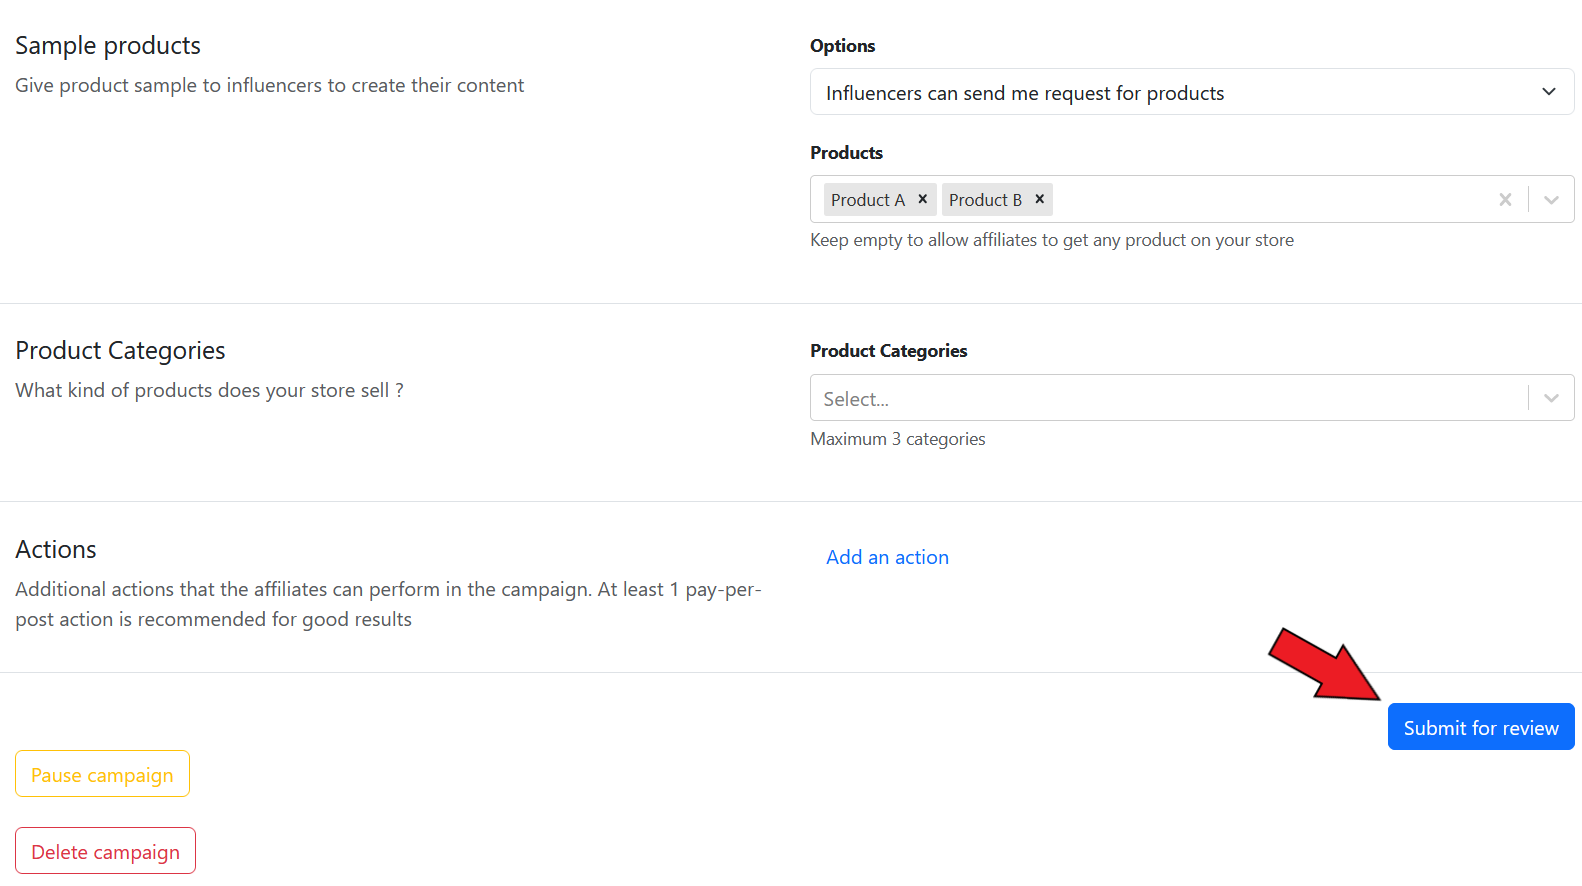 Sample products
Give product sample to influencers to create their content
Options
Influencers can send me request for products
Products
Product A
Product B
Keep empty to allow affiliates to get any product on your store
Product Categories
What kind of products does your store sell ?
Product Categories
Select...
Maximum 3 categories
Actions
Additional actions that the affiliates can perform in the campaign. At least 1 pay-per-
post action is recommended for good results
Add an action
Submit for review
Pause campaign
Delete campaign